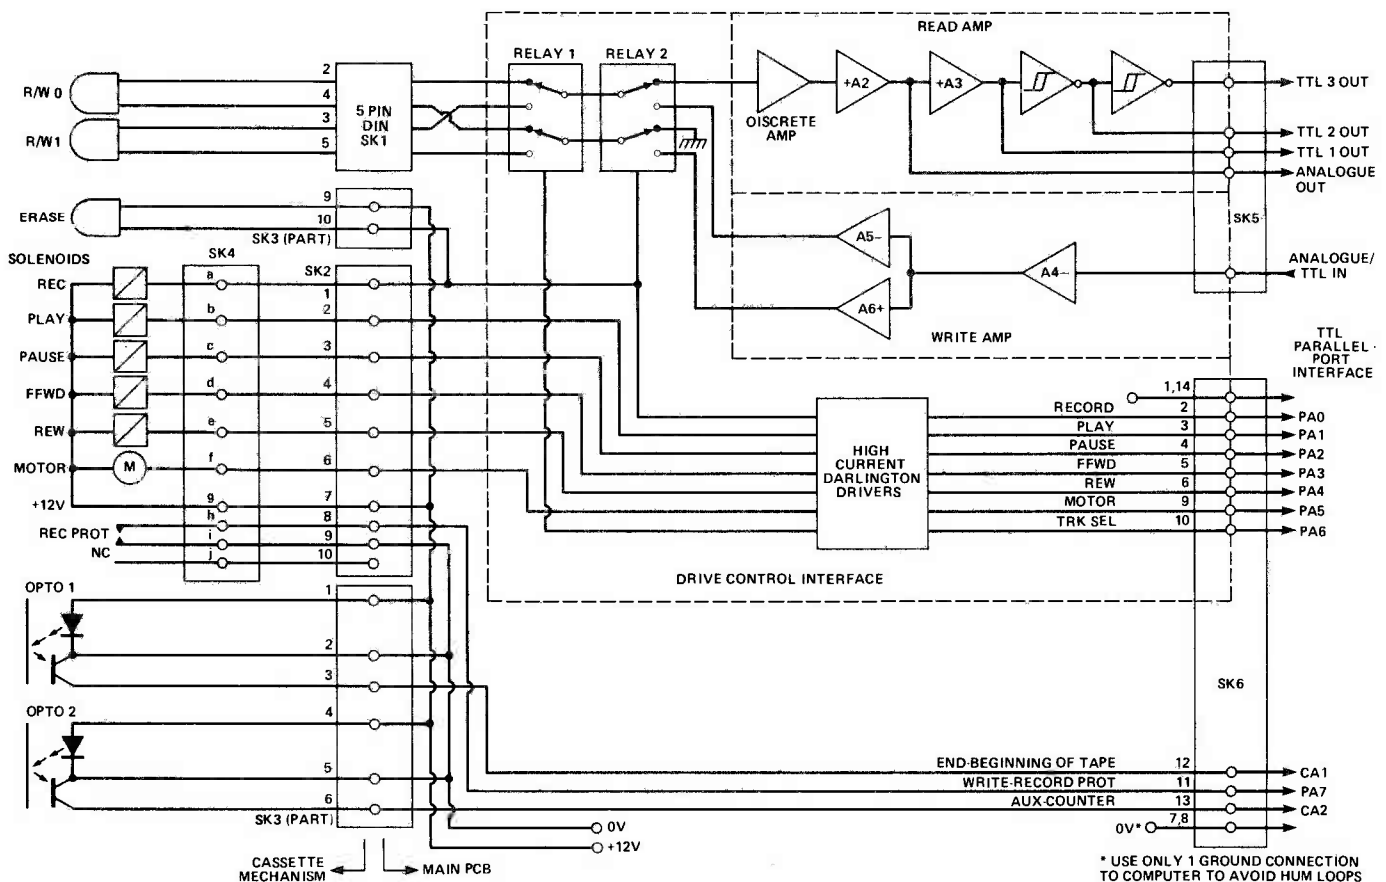 READ AMP
RELAY 1
RELAY 2
R/W 0
2
4
R/W1
3
5
5 PIN
DIN
SK1
OISCRETE
AMP
+A2
+A3
TTL 3 OUT
TTL 2 OUT
TTL 1 OUT
ANALOGUE
OUT
SK5
ERASE
9
10
SK3 (PART)
A5-
A6+
A4-
ANALOGUE/
TTL IN
WRITE AMP
SOLENOIDS
SK4
SK2
REC
a
1
PLAY
b
2
PAUSE
c
3
FFWD
d
4
REW
e
5
MOTOR
M
f
6
+12V
g
7
h
8
REC PROT
i
9
NC
j
10
TTL
PARALLEL-
PORT
INTERFACE
HIGH
CURRENT
DARLINGTON
DRIVERS
1,14
RECORD
2
PA0
PLAY
3
PA1
PAUSE
4
PA2
FFWD
5
PA3
REW
6
PA4
MOTOR
9
PA5
TRK SEL
10
PA6
DRIVE CONTROL INTERFACE
OPTO 1
1
2
3
OPTO 2
4
5
6
SK3 (PART)
SK6
END-BEGINNING OF TAPE
12
CA1
WRITE-RECORD PROT
11
PA7
AUX-COUNTER
13
CA2
7,8
0V*
0V
+12V
CASSETTE
MECHANISM
MAIN PCB
* USE ONLY 1 GROUND CONNECTION
TO COMPUTER TO AVOID HUM LOOPS